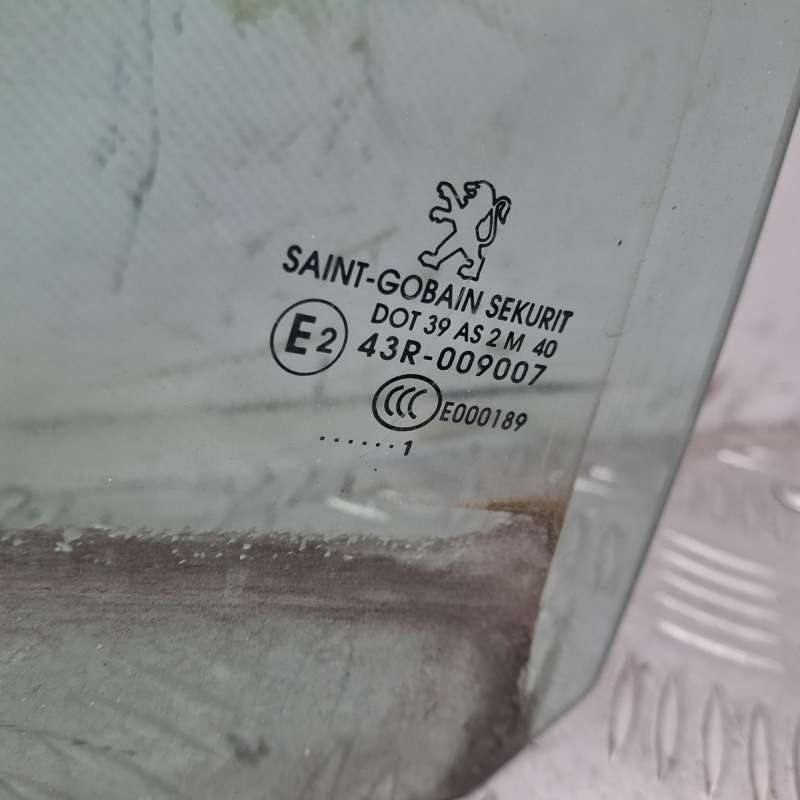 SAINT-GOBAIN SEKURIT
DOT 39 AS 2 M 40
E2 43R-009007
CCC E000189
......1